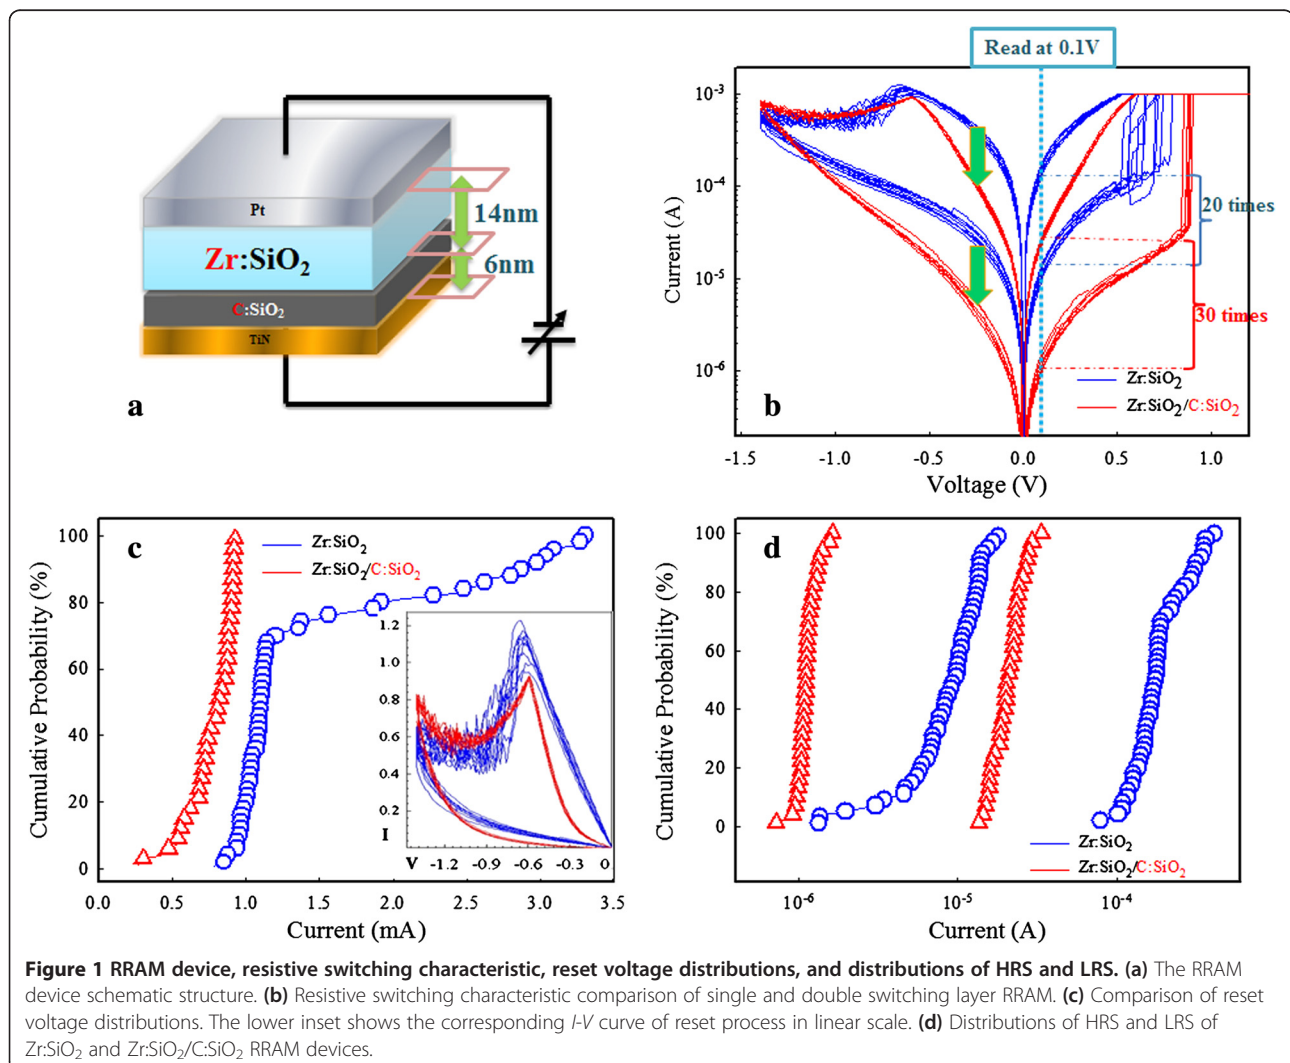 Pt
Zr:SiO₂
C:SiO₂
TiN
14nm
6nm
a
Read at 0.1V
10⁻³
10⁻⁴
10⁻⁵
10⁻⁶
Current (A)
20 times
30 times
Zr:SiO₂
Zr:SiO₂/C:SiO₂
b
-1.5 -1.0 -0.5 0.0 0.5 1.0
Voltage (V)
100
80
60
40
20
0
Cumulative Probability (%)
c
Zr:SiO₂
Zr:SiO₂/C:SiO₂
1.2
1.0
0.8
0.6
0.4
0.2
I
V -1.2 -0.9 -0.6 -0.3 0
0.0 0.5 1.0 1.5 2.0 2.5 3.0 3.5
Current (mA)
100
80
60
40
20
0
Cumulative Probability (%)
d
Zr:SiO₂
Zr:SiO₂/C:SiO₂
10⁻⁶ 10⁻⁵ 10⁻⁴
Current (A)
Figure 1 RRAM device, resistive switching characteristic, reset voltage distributions, and distributions of HRS and LRS. (a) The RRAM
device schematic structure. (b) Resistive switching characteristic comparison of single and double switching layer RRAM. (c) Comparison of reset
voltage distributions. The lower inset shows the corresponding I-V curve of reset process in linear scale. (d) Distributions of HRS and LRS of
Zr:SiO₂ and Zr:SiO₂/C:SiO₂ RRAM devices.